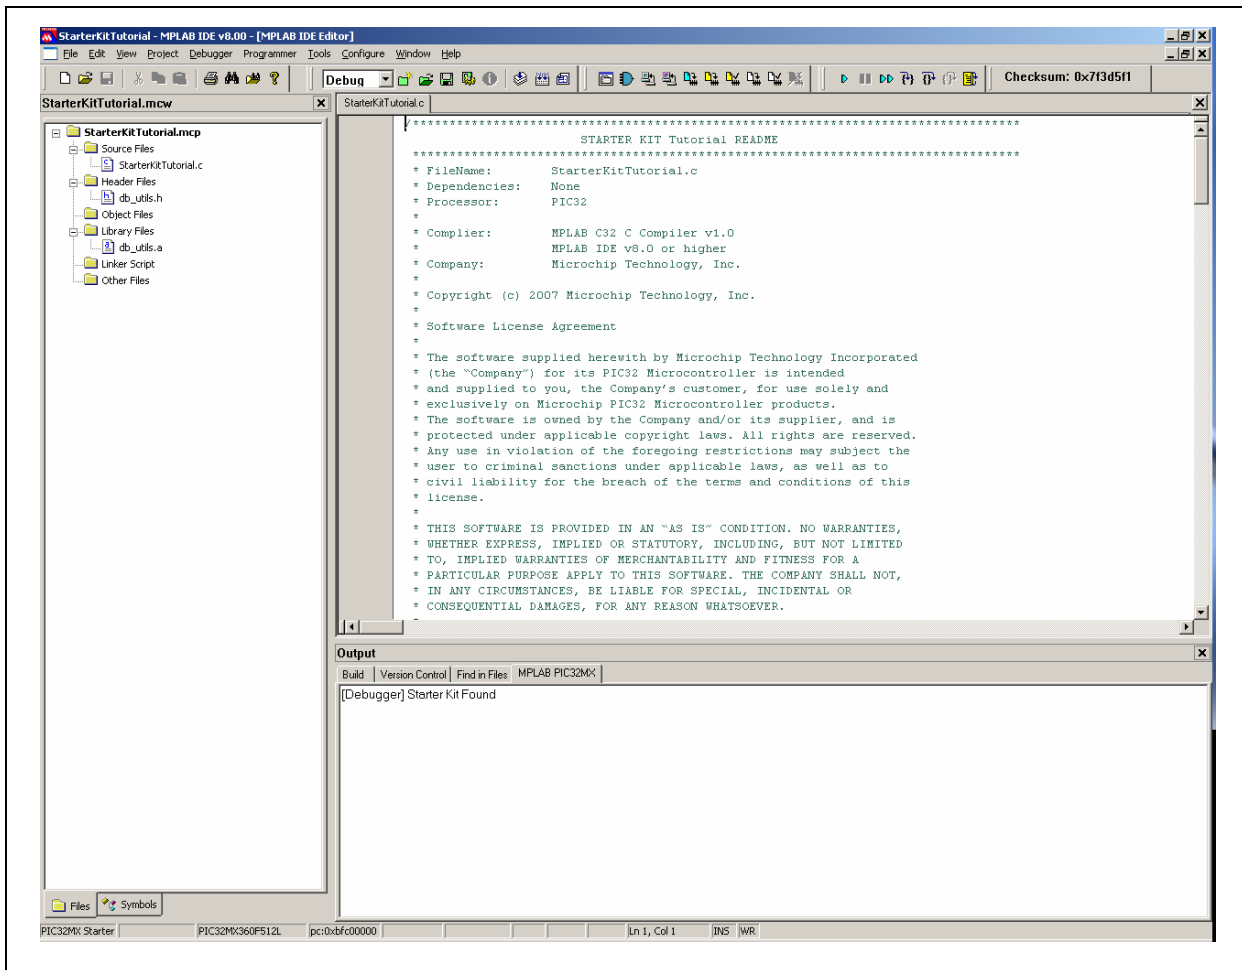 StarterKitTutorial - MPLAB IDE v8.00 - [MPLAB IDE Editor]
File Edit View Project Debugger Programmer Tools Configure Window Help
Debug
Checksum: 0x7f3d5f1
StarterKitTutorial.mcw
StarterKitTutorial.mcp
Source Files
StarterKitTutorial.c
Header Files
db_utils.h
Object Files
Library Files
db_utils.a
Linker Script
Other Files
Files Symbols
StarterKitTutorial.c
/***********************************************************************************
STARTER KIT Tutorial README
***********************************************************************************
* FileName: StarterKitTutorial.c
* Dependencies: None
* Processor: PIC32
*
* Complier: MPLAB C32 C Compiler v1.0
* MPLAB IDE v8.0 or higher
* Company: Microchip Technology, Inc.
*
* Copyright (c) 2007 Microchip Technology, Inc.
*
* Software License Agreement
*
* The software supplied herewith by Microchip Technology Incorporated
* (the “Company”) for its PIC32 Microcontroller is intended
* and supplied to you, the Company’s customer, for use solely and
* exclusively on Microchip PIC32 Microcontroller products.
* The software is owned by the Company and/or its supplier, and is
* protected under applicable copyright laws. All rights are reserved.
* Any use in violation of the foregoing restrictions may subject the
* user to criminal sanctions under applicable laws, as well as to
* civil liability for the breach of the terms and conditions of this
* license.
*
* THIS SOFTWARE IS PROVIDED IN AN “AS IS” CONDITION. NO WARRANTIES,
* WHETHER EXPRESS, IMPLIED OR STATUTORY, INCLUDING, BUT NOT LIMITED
* TO, IMPLIED WARRANTIES OF MERCHANTABILITY AND FITNESS FOR A
* PARTICULAR PURPOSE APPLY TO THIS SOFTWARE. THE COMPANY SHALL NOT,
* IN ANY CIRCUMSTANCES, BE LIABLE FOR SPECIAL, INCIDENTAL OR
* CONSEQUENTIAL DAMAGES, FOR ANY REASON WHATSOEVER.
Output
Build Version Control Find in Files MPLAB PIC32MX
[Debugger] Starter Kit Found
PIC32MX Starter PIC32MX360F512L pc:0xbfc00000 Ln 1, Col 1 INS WR